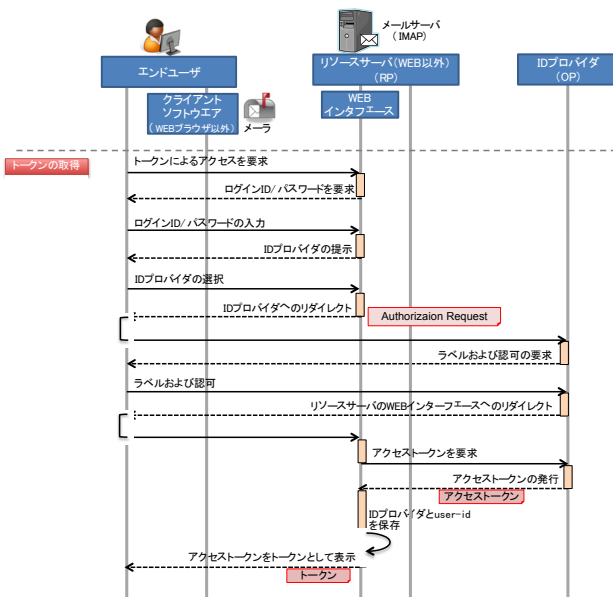 メールサーバ
(IMAP)
エンドユーザ
リソースサーバ(WEB以外)
(RP)
IDプロバイダ
(OP)
クライアント
ソフトウエア
(WEBブラウザ以外)
メーラ
WEB
インタフエース
トークンの取得
トークンによるアクセスを要求
ログインID/パスワードを要求
ログインID/パスワードの入力
IDプロバイダの提示
IDプロバイダの選択
IDプロバイダへのリダイレクト
Authorizaion Request
ラベルおよび認可の要求
ラベルおよび認可
リソースサーバのWEBインターフエースへのリダイレクト
アクセストークンを要求
アクセストークンの発行
アクセストークン
IDプロバイダとuser-id
を保存
アクセストークンをトークンとして表示
トークン